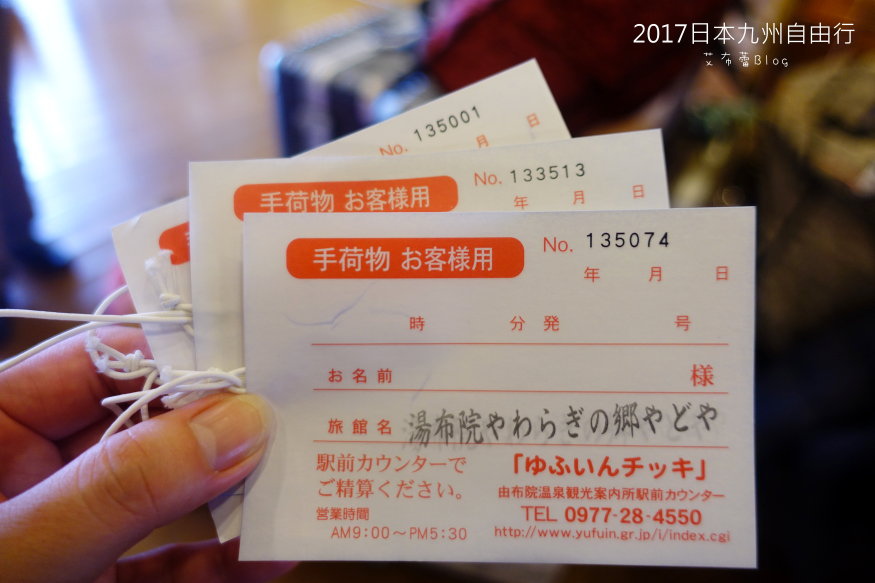 2017日本九州自由行
艾布蕾Blog
No. 135001
月 日
手荷物 お客様用 No. 133513
年 月 日
手荷物 お客様用 No. 135074
年 月 日
時 分 発 号
お名前 様
旅館名 湯布院やわらぎの郷やどや
駅前カウンターで
ご精算ください。
営業時間
AM9:00～PM5:30
「ゆふいんチッキ」
由布院温泉観光案内所駅前カウンター
TEL 0977-28-4550
http://www.yufuin.gr.jp/i/index.cgi